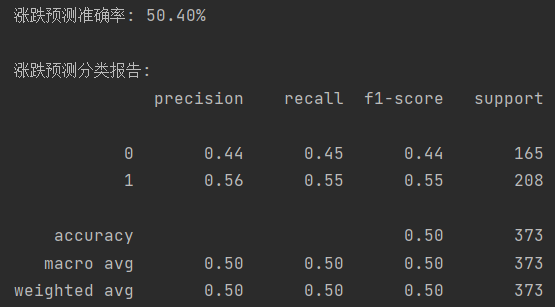 涨跌预测准确率: 50.40%
涨跌预测分类报告:
precision recall f1-score support
0 0.44 0.45 0.44 165
1 0.56 0.55 0.55 208
accuracy 0.50 373
macro avg 0.50 0.50 0.50 373
weighted avg 0.50 0.50 0.50 373